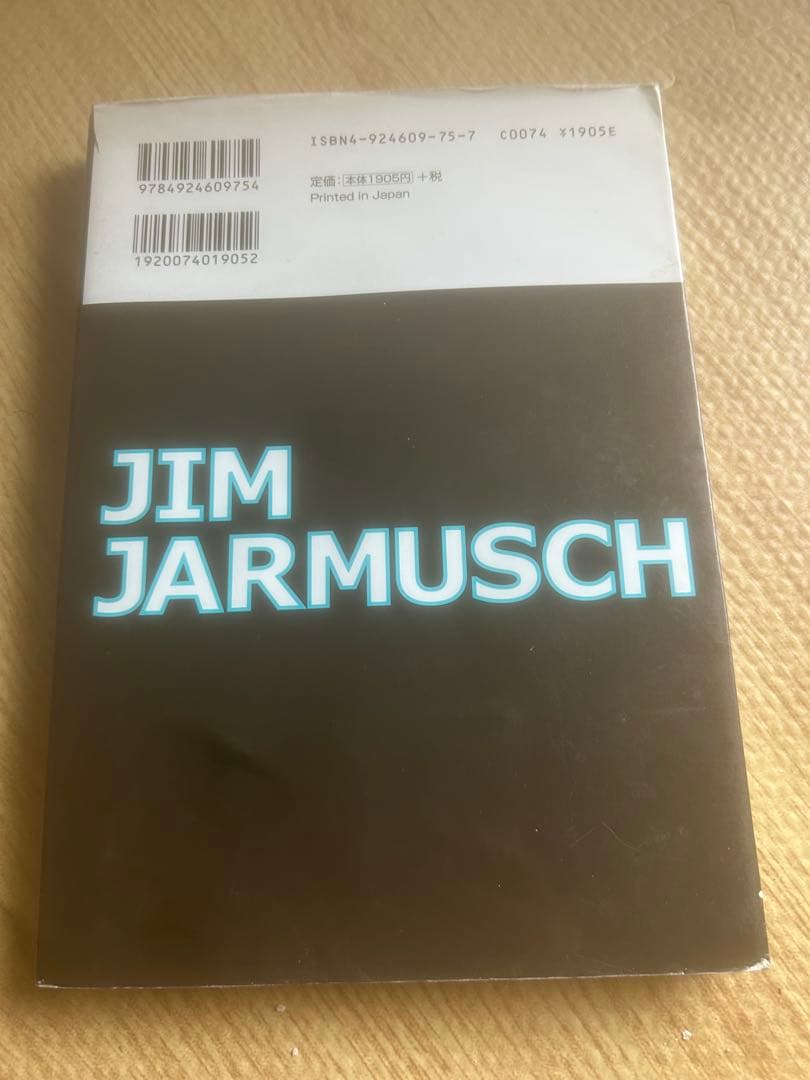 ISBN4-924609-75-7 C0074 ¥1905E
9784924609754
定価:本体1905円+税
Printed in Japan
1920074019052
JIM
JARMUSCH